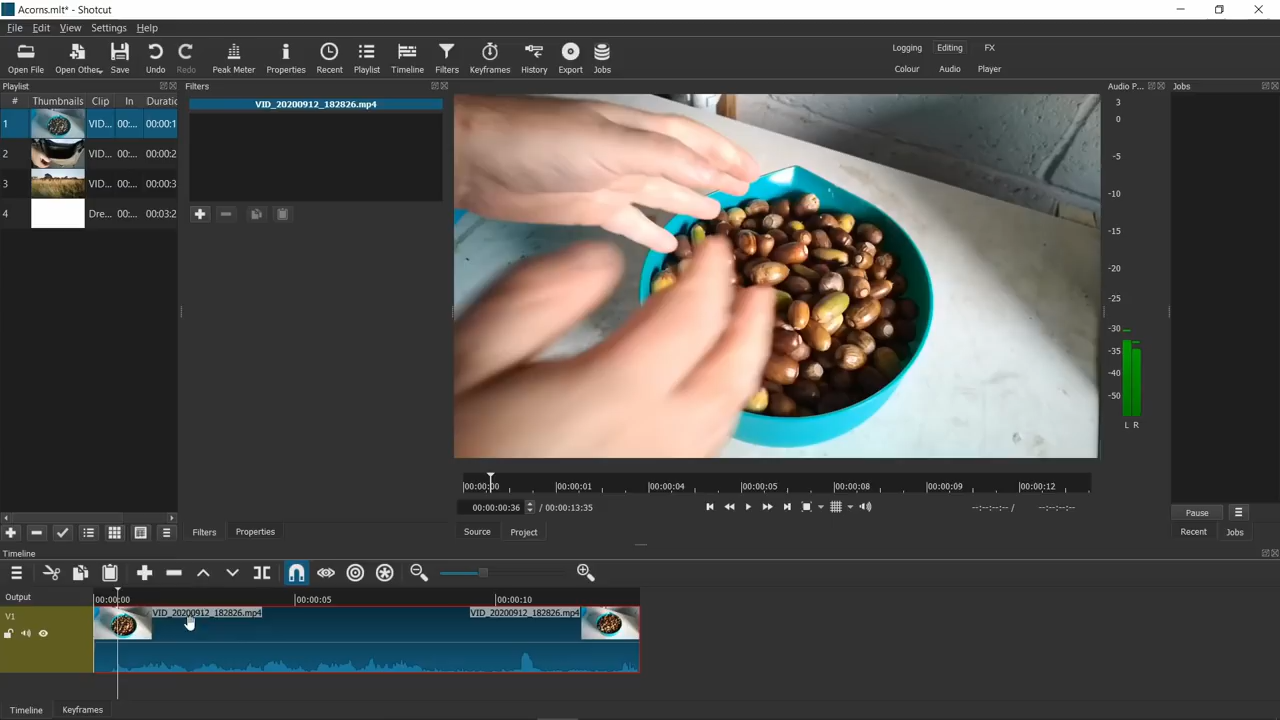 Acorns.mlt* - Shotcut
File Edit View Settings Help
Open File Open Other.. Save Undo Redo Peak Meter Properties Recent Playlist Timeline Filters Keyframes History Export Jobs
Logging Editing FX
Colour Audio Player
Playlist
# Thumbnails Clip In Duratic
1 VID... 00:... 00:00:1
2 VID... 00:... 00:00:2
3 VID... 00:... 00:00:3
4 Dre... 00:... 00:03:2
Filters
VID_20200912_182826.mp4
Filters Properties
00:00:00 00:00:01 00:00:04 00:00:05 00:00:08 00:00:09 00:00:12
00:00:00:36 / 00:00:13:35
--:--:--:-- / --:--:--:--
Source Project
Audio P...
3
0
-5
-10
-15
-20
-25
-30
-35
-40
-50
L R
Jobs
Pause
Recent Jobs
Timeline
Output 00:00:00 00:00:05 00:00:10
V1 VID_20200912_182826.mp4 VID_20200912_182826.mp4
Timeline Keyframes